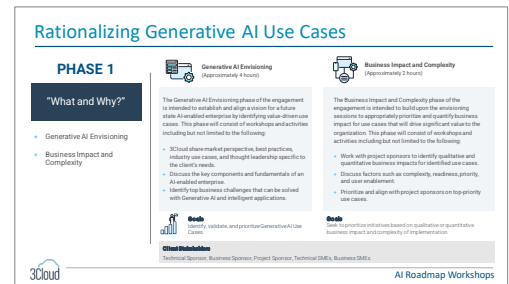 Rationalizing Generative AI Use Cases
PHASE 1
"What and Why?"
Generative AI Envisioning
Business Impact and
Complexity
Generative AI Envisioning
(Approximately 4 hours)
The Generative AI Envisioning phase of the engagement
is intended to establish and align a vision for a future
state AI-enabled enterprise by identifying value-driven use
cases. This phase will consist of workshops and activities
including but not limited to the following:
3Cloud share market perspective, best practices,
industry use cases, and thought leadership specific to
the client's needs.
Discuss the key components and fundamentals of an
AI-enabled enterprise.
Identify top business challenges that can be solved
with Generative AI and intelligent applications.
Goals
Identify, validate, and prioritize Generative AI Use
Cases.
Business Impact and Complexity
(Approximately 2 hours)
The Business Impact and Complexity phase of the
engagement is intended to build upon the envisioning
sessions to appropriately prioritize and quantify business
impact for use cases that will drive significant value to the
organization. This phase will consist of workshops and
activities including but not limited to the following:
Work with project sponsors to identify qualitative and
quantitative business impacts for identified use cases.
Discuss factors such as complexity, readiness, priority,
and user enablement.
Prioritize and align with project sponsors on top-priority
use cases.
Goals
Seek to prioritize initiatives based on qualitative or quantitative
business impact and complexity of implementation.
Client Stakeholders
Technical Sponsor, Business Sponsor, Project Sponsor, Technical SMEs, Business SMEs
3Cloud
AI Roadmap Workshops